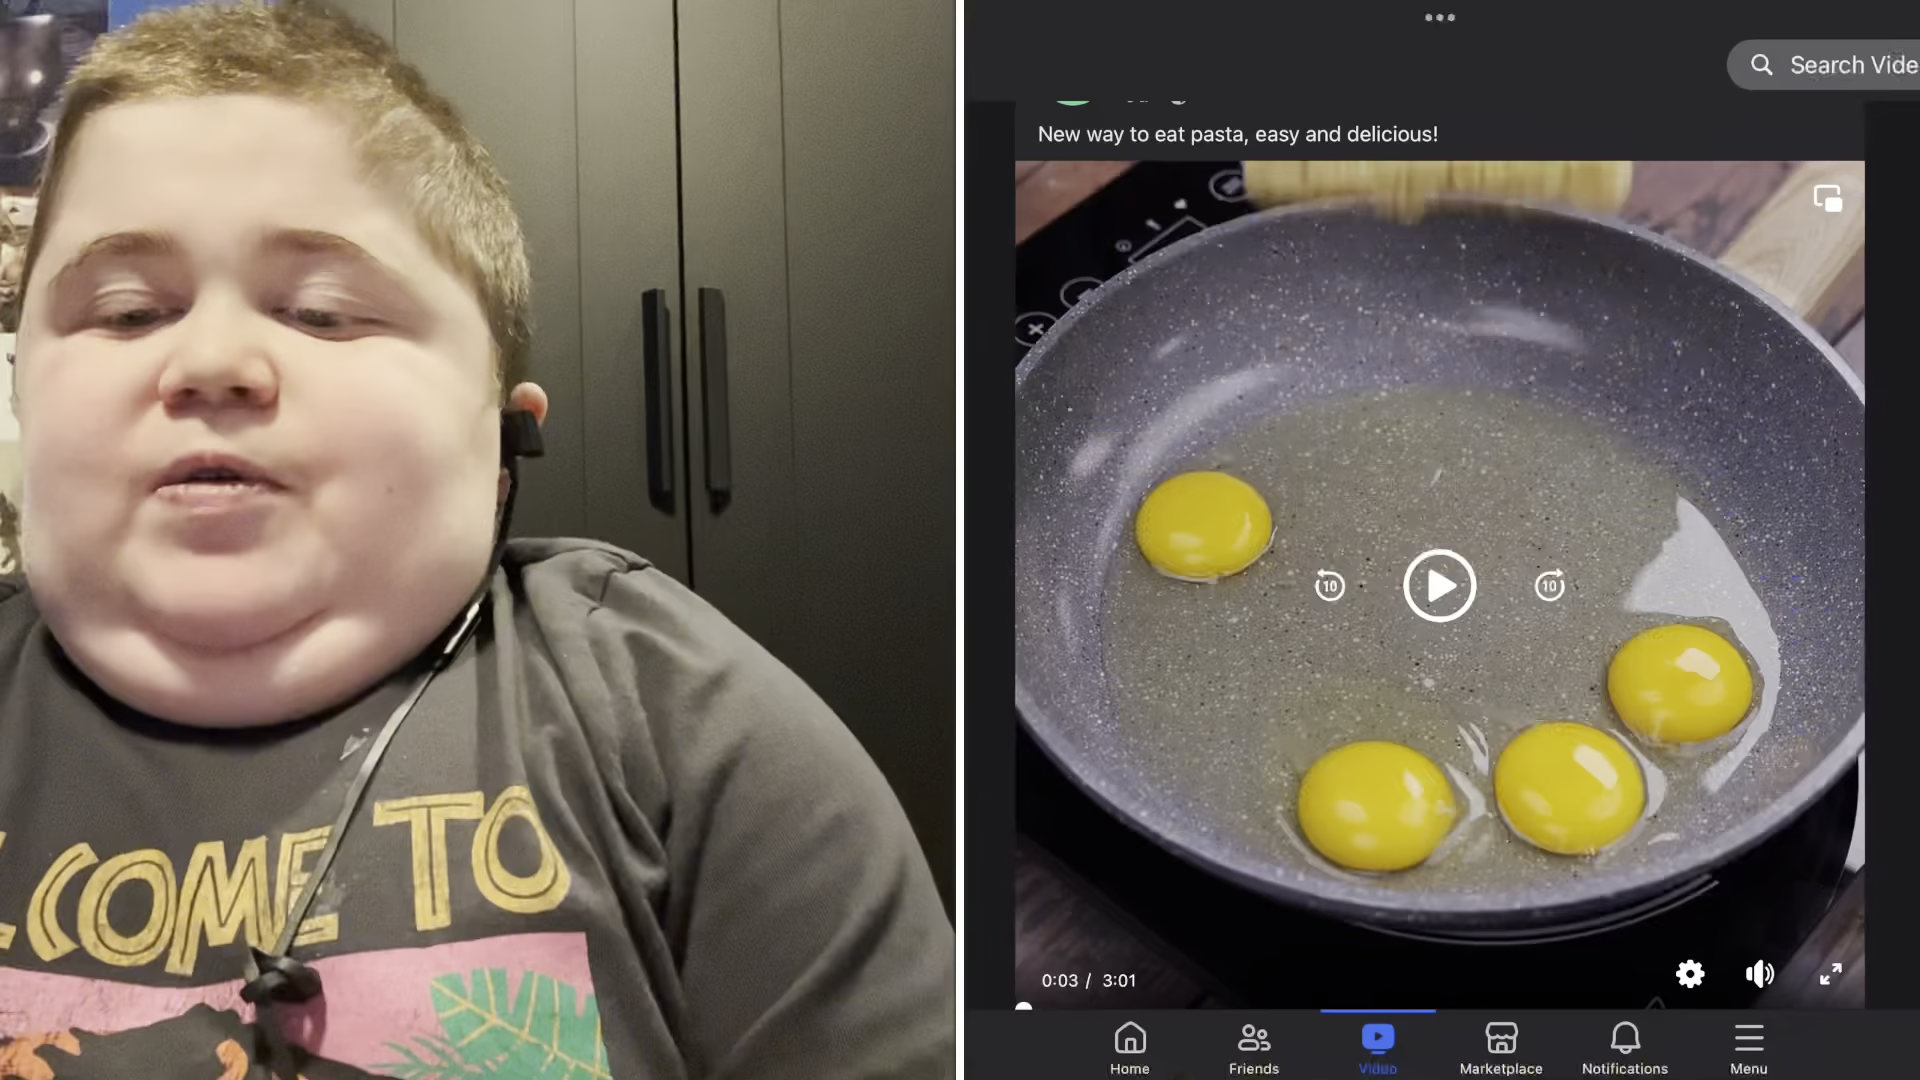 LCOME TO
Search Vide
New way to eat pasta, easy and delicious!
10
10
0:03 / 3:01
Home
Friends
Video
Marketplace
Notifications
Menu